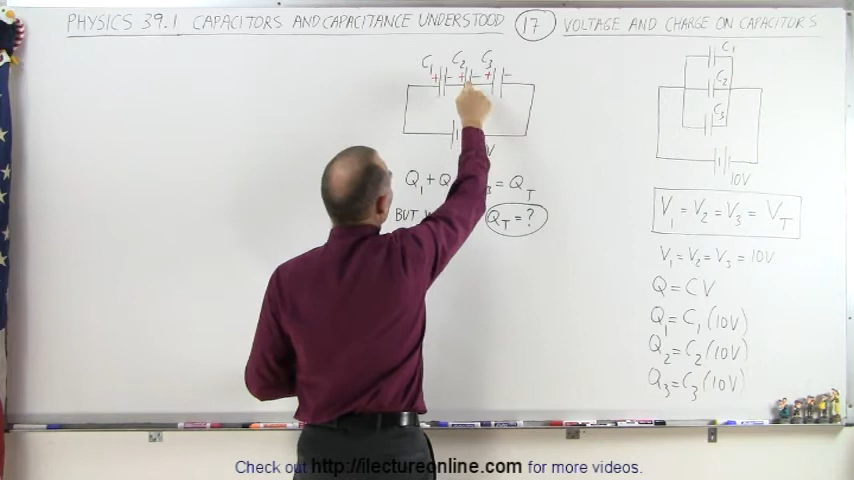 PHYSICS 39.1 CAPACITORS AND CAPACITANCE UNDERSTOOD 17 VOLTAGE AND CHARGE ON CAPACITORS
C1 C2 C3
+ - + - + -
V
Q1 + Q 3 = QT
BUT QT = ?
C1
C2
C3
10V
V1 = V2 = V3 = VT
V1 = V2 = V3 = 10V
Q = CV
Q1 = C1 (10V)
Q2 = C2 (10V)
Q3 = C3 (10V)
Check out http://ilectureonline.com for more videos.